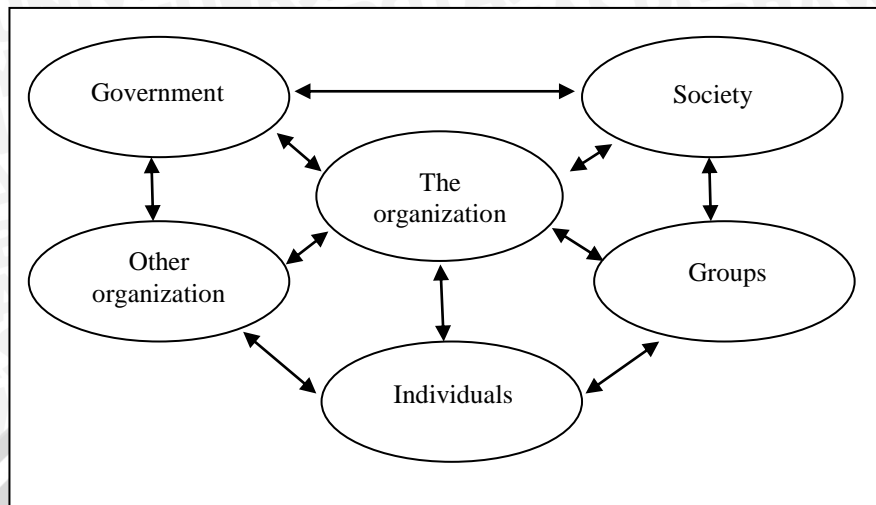 Government
Society
The
organization
Other
organization
Groups
Individuals